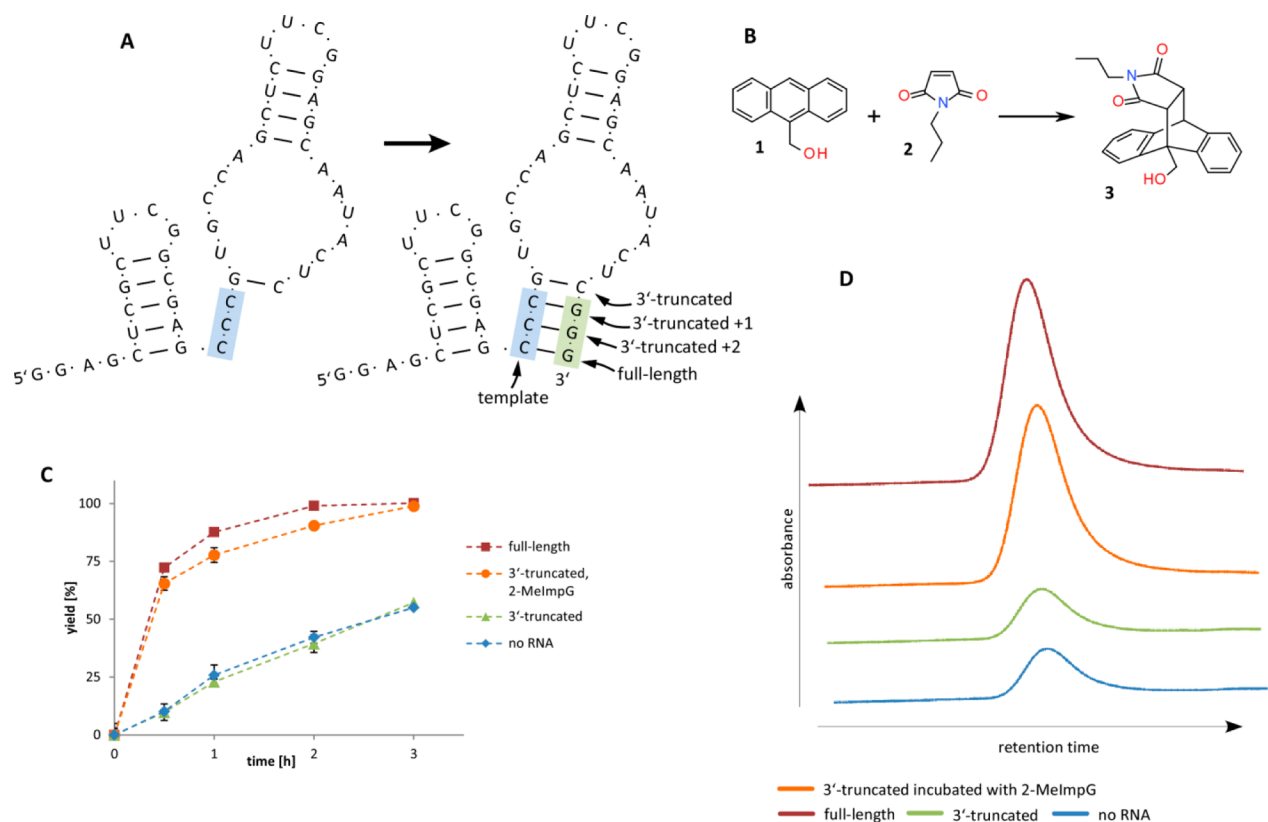 A
5‘G·G·A·G·C·U·C·G·C·U·U·C·G·G·C·G·A·G·C·C·C·G·U·G·C·C·A·G·C·U·C·U·U·C·G·G·A·G·C·A·A·U·A·C·U·C
5‘G·G·A·G·C·U·C·G·C·U·U·C·G·G·C·G·A·G·C·C·C·G·U·G·C·C·A·G·C·U·C·U·U·C·G·G·A·G·C·A·A·U·A·C·U·C·G·G·G
3‘
3‘-truncated
3‘-truncated +1
3‘-truncated +2
full-length
template
B
OH
1
+
O
N
O
2
N
O
O
HO
3
C
yield [%]
100
75
50
25
0
0 1 2 3
time [h]
full-length
3‘-truncated,
2-MeImpG
3‘-truncated
no RNA
D
absorbance
retention time
3‘-truncated incubated with 2-MeImpG
full-length 3‘-truncated no RNA